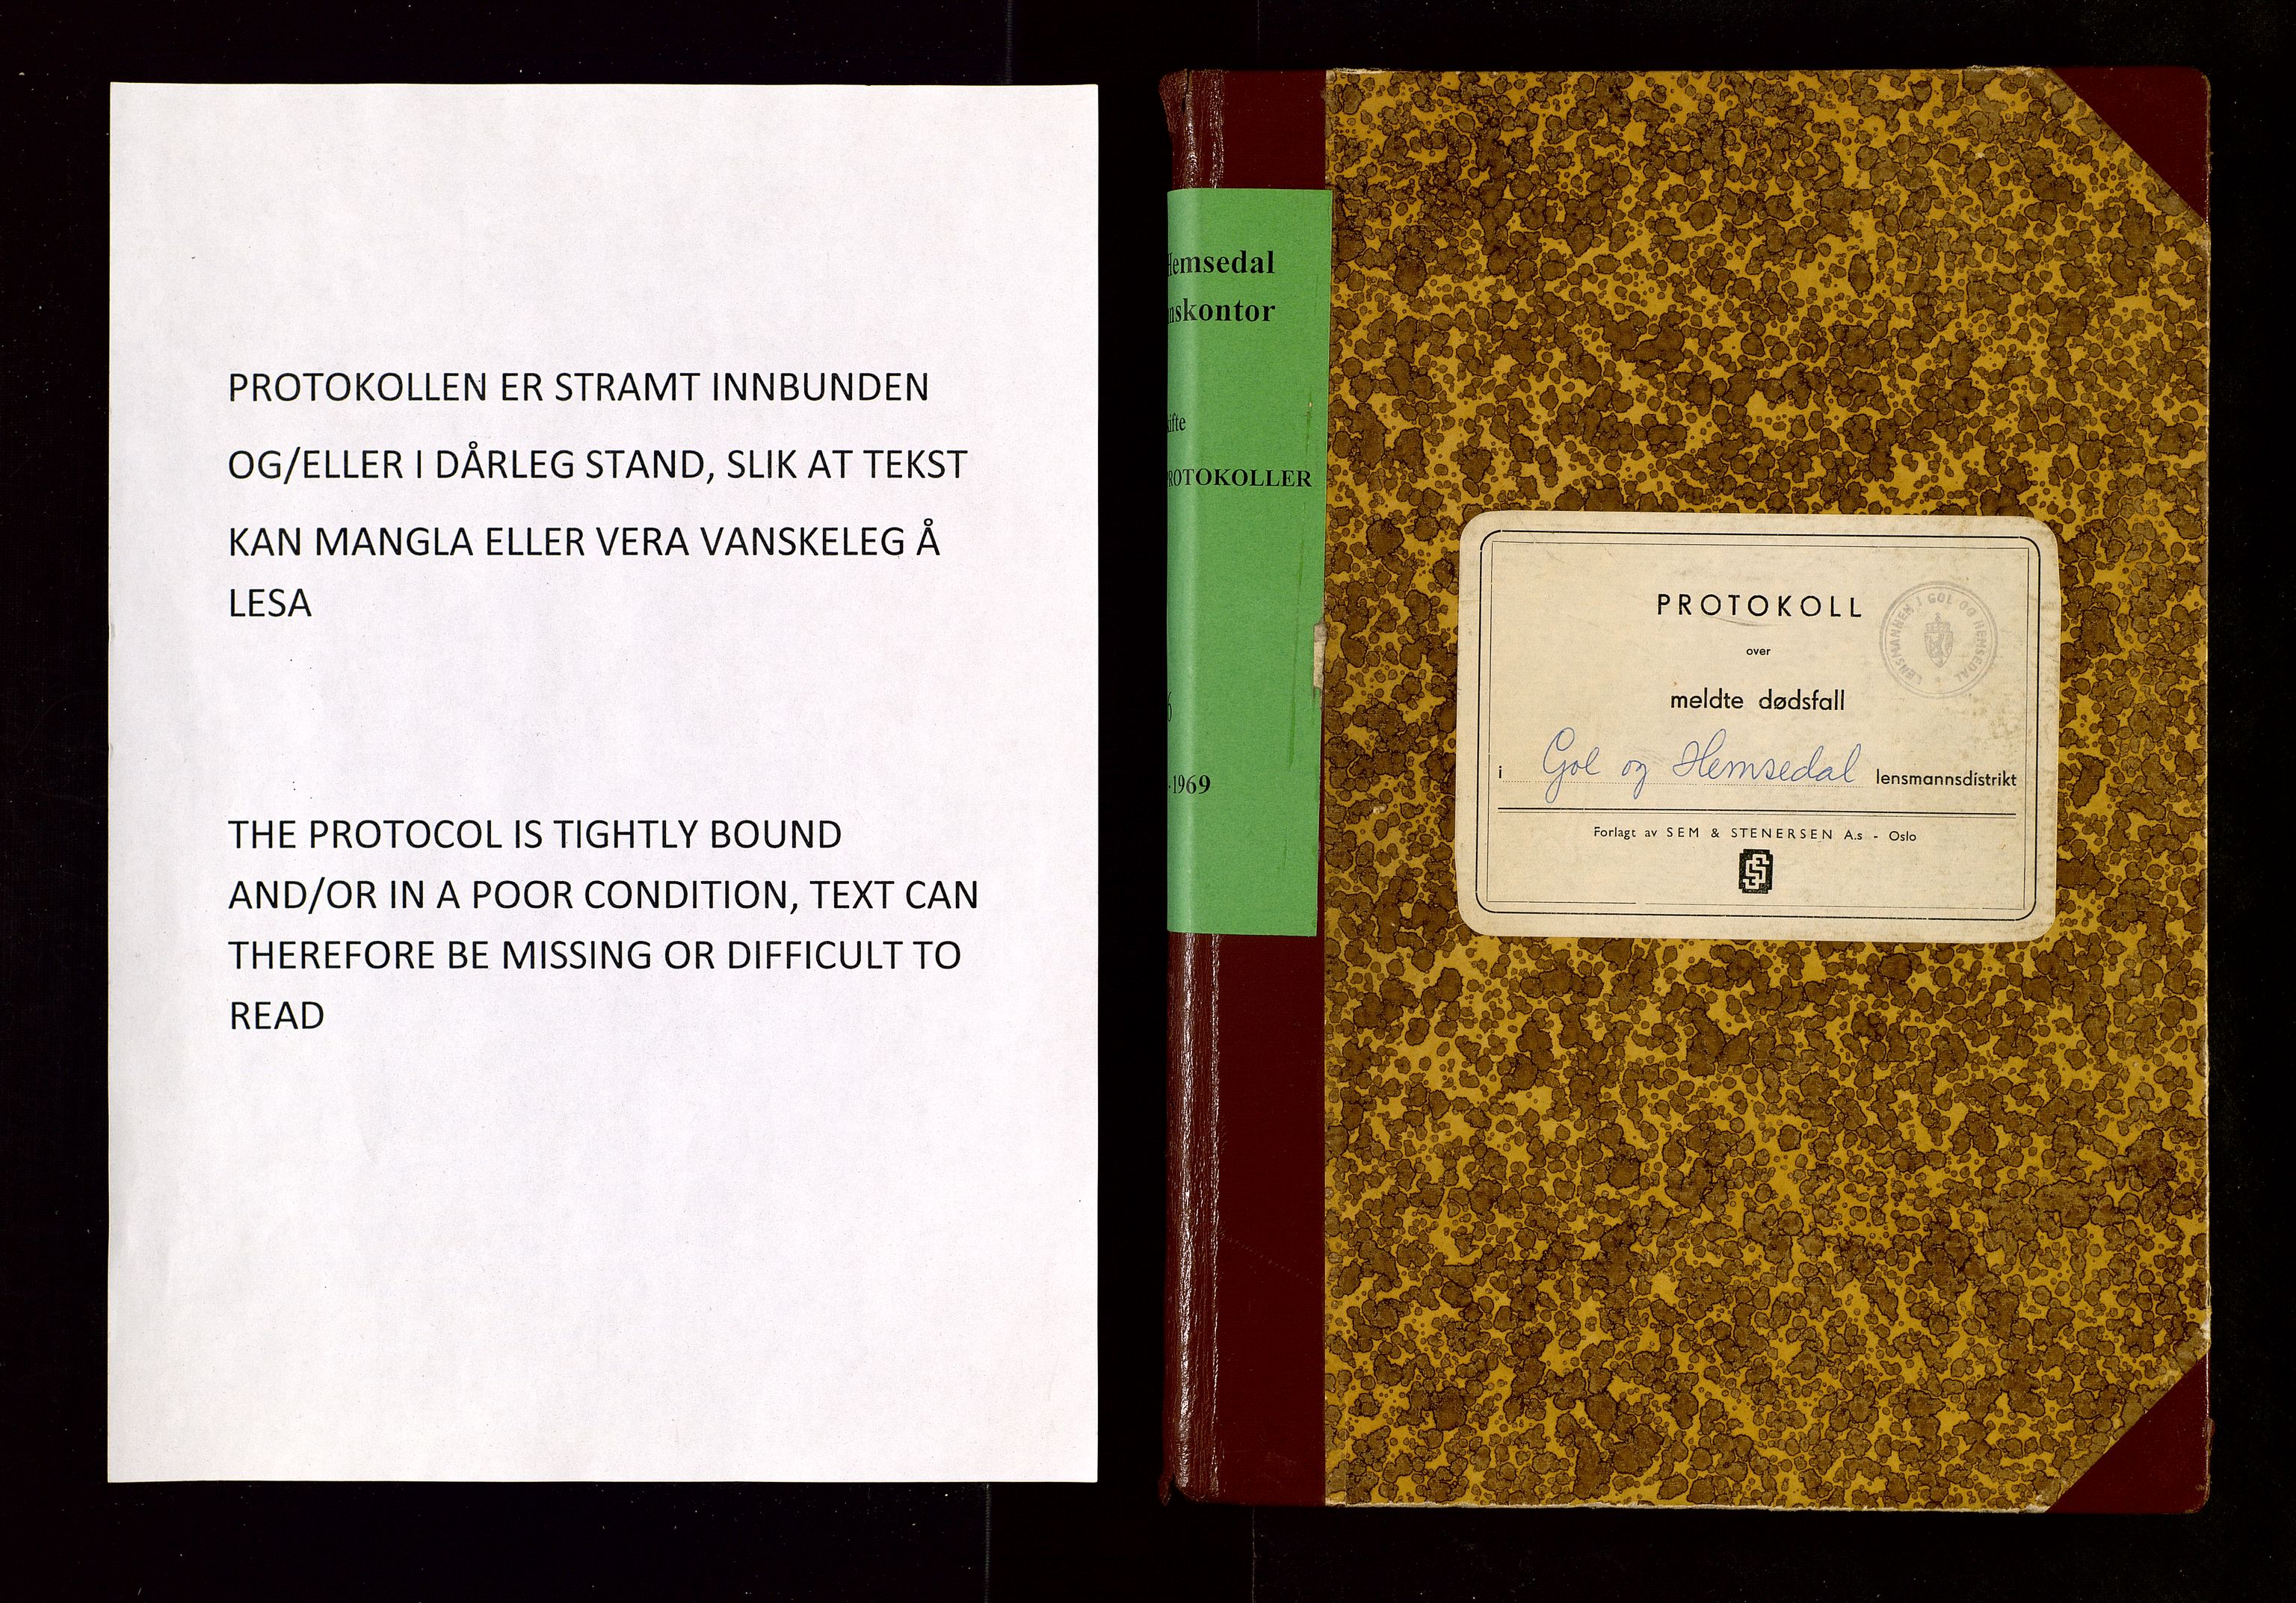 PROTOKOLLEN ER STRAMT INNBUNDEN
OG/ELLER I DÅRLEG STAND, SLIK AT TEKST
KAN MANGLA ELLER VERA VANSKELEG Å
LESA
THE PROTOCOL IS TIGHTLY BOUND
AND/OR IN A POOR CONDITION, TEXT CAN
THEREFORE BE MISSING OR DIFFICULT TO
READ
Hemsedal
nskontor
ifte
ROTOKOLLER
6
-1969
PROTOKOLL
over
meldte dødsfall
i Gol og Hemsedal lensmannsdistrikt
Forlagt av SEM & STENERSEN A.s - Oslo
LENSMANNEN I GOL OG HEMSEDAL